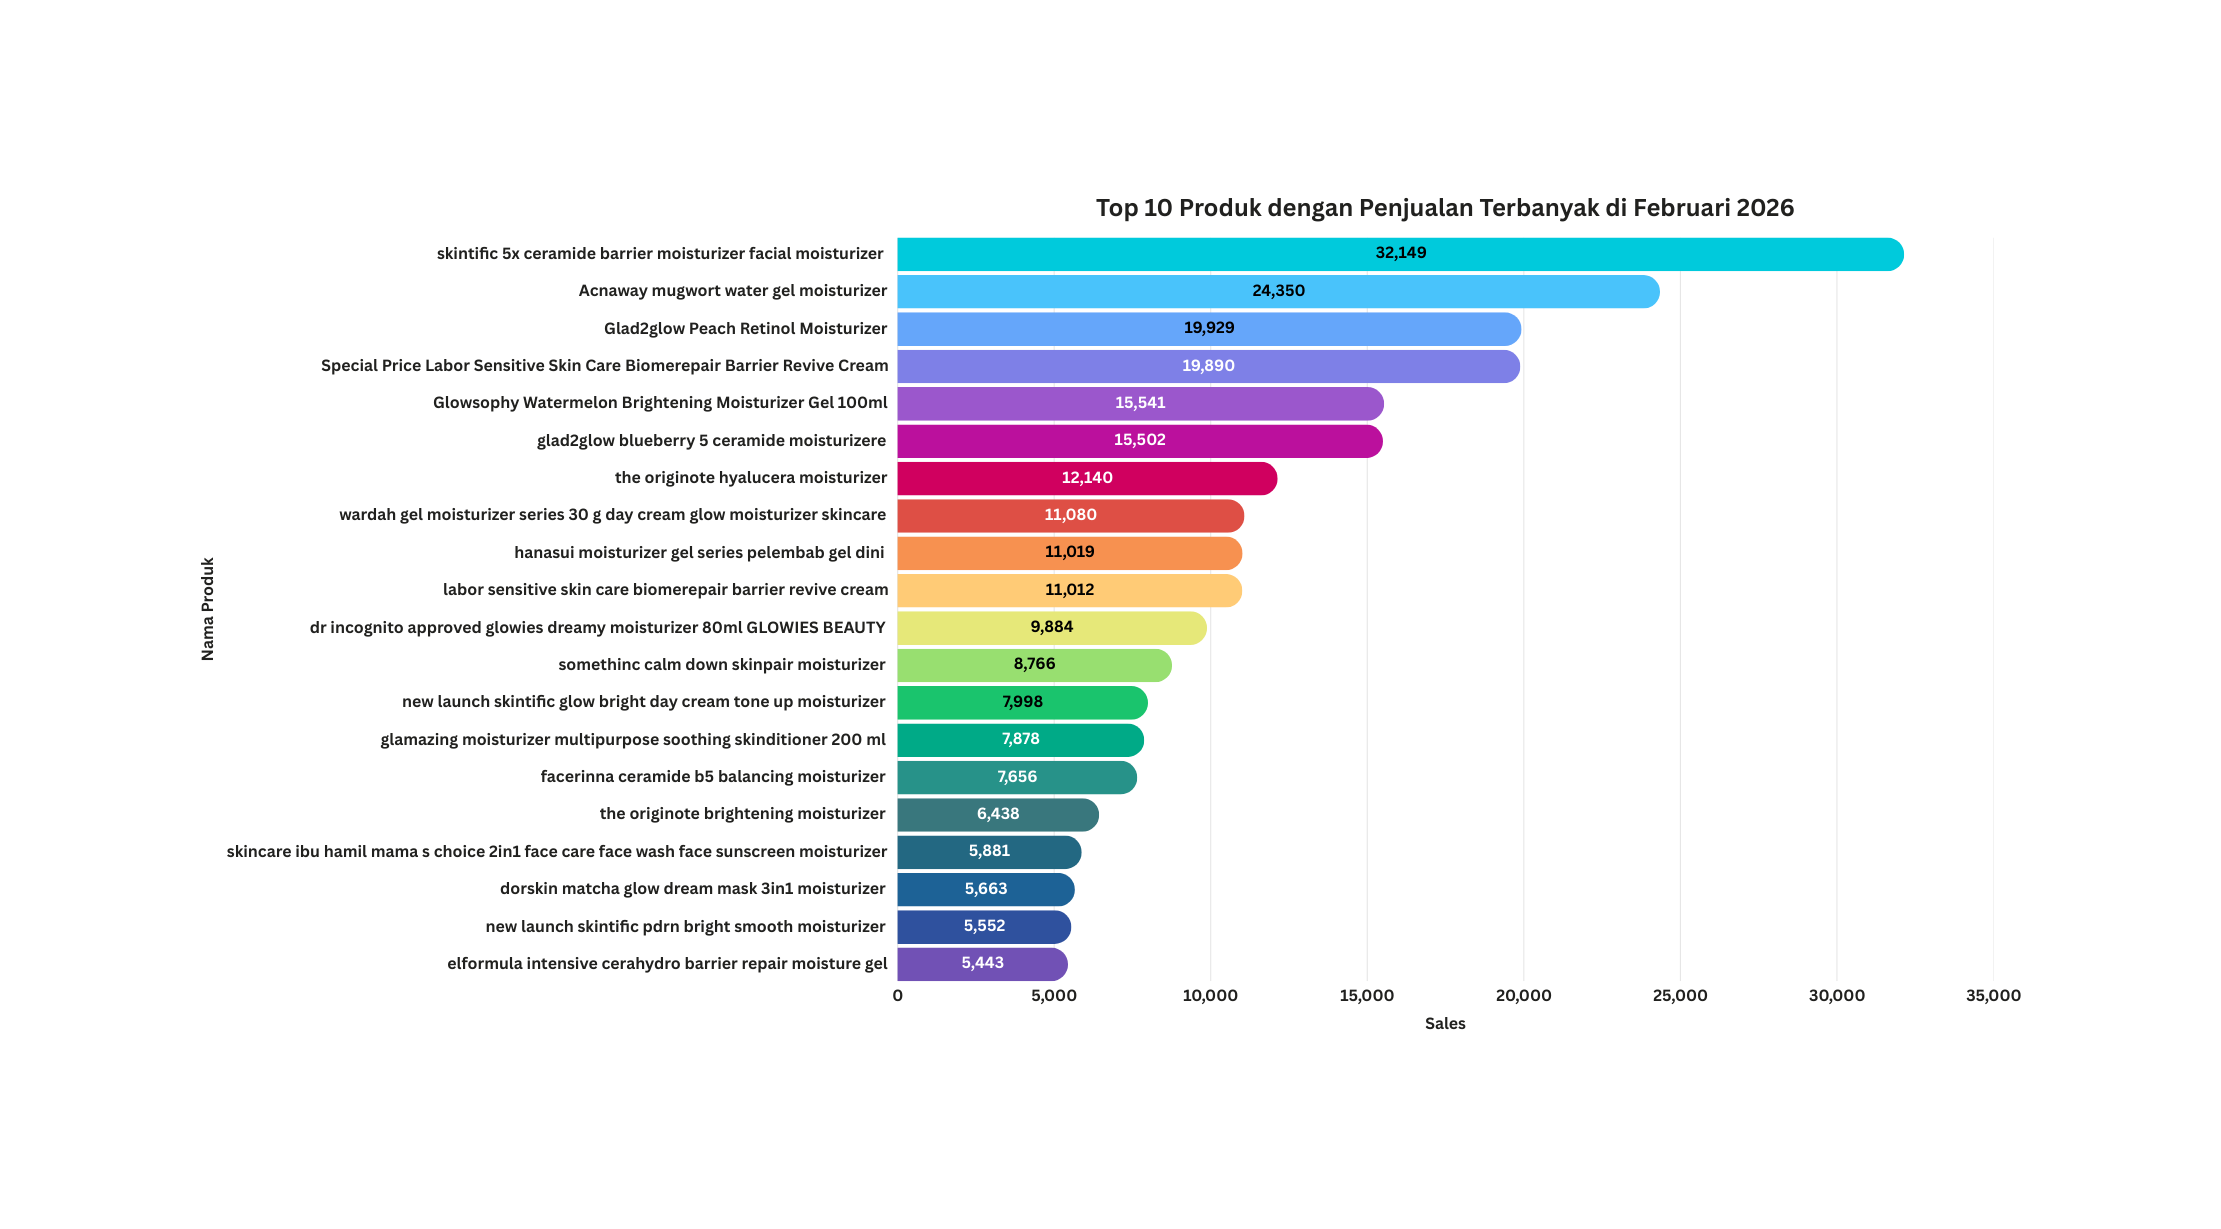 Top 10 Produk dengan Penjualan Terbanyak di Februari 2026
skintific 5x ceramide barrier moisturizer facial moisturizer 32,149
Acnaway mugwort water gel moisturizer 24,350
Glad2glow Peach Retinol Moisturizer 19,929
Special Price Labor Sensitive Skin Care Biomerepair Barrier Revive Cream 19,890
Glowsophy Watermelon Brightening Moisturizer Gel 100ml 15,541
glad2glow blueberry 5 ceramide moisturizere 15,502
the originote hyalucera moisturizer 12,140
wardah gel moisturizer series 30 g day cream glow moisturizer skincare 11,080
hanasui moisturizer gel series pelembab gel dini 11,019
labor sensitive skin care biomerepair barrier revive cream 11,012
dr incognito approved glowies dreamy moisturizer 80ml GLOWIES BEAUTY 9,884
somethinc calm down skinpair moisturizer 8,766
new launch skintific glow bright day cream tone up moisturizer 7,998
glamazing moisturizer multipurpose soothing skinditioner 200 ml 7,878
facerinna ceramide b5 balancing moisturizer 7,656
the originote brightening moisturizer 6,438
skincare ibu hamil mama s choice 2in1 face care face wash face sunscreen moisturizer 5,881
dorskin matcha glow dream mask 3in1 moisturizer 5,663
new launch skintific pdrn bright smooth moisturizer 5,552
elformula intensive cerahydro barrier repair moisture gel 5,443
Nama Produk
0 5,000 10,000 15,000 20,000 25,000 30,000 35,000
Sales